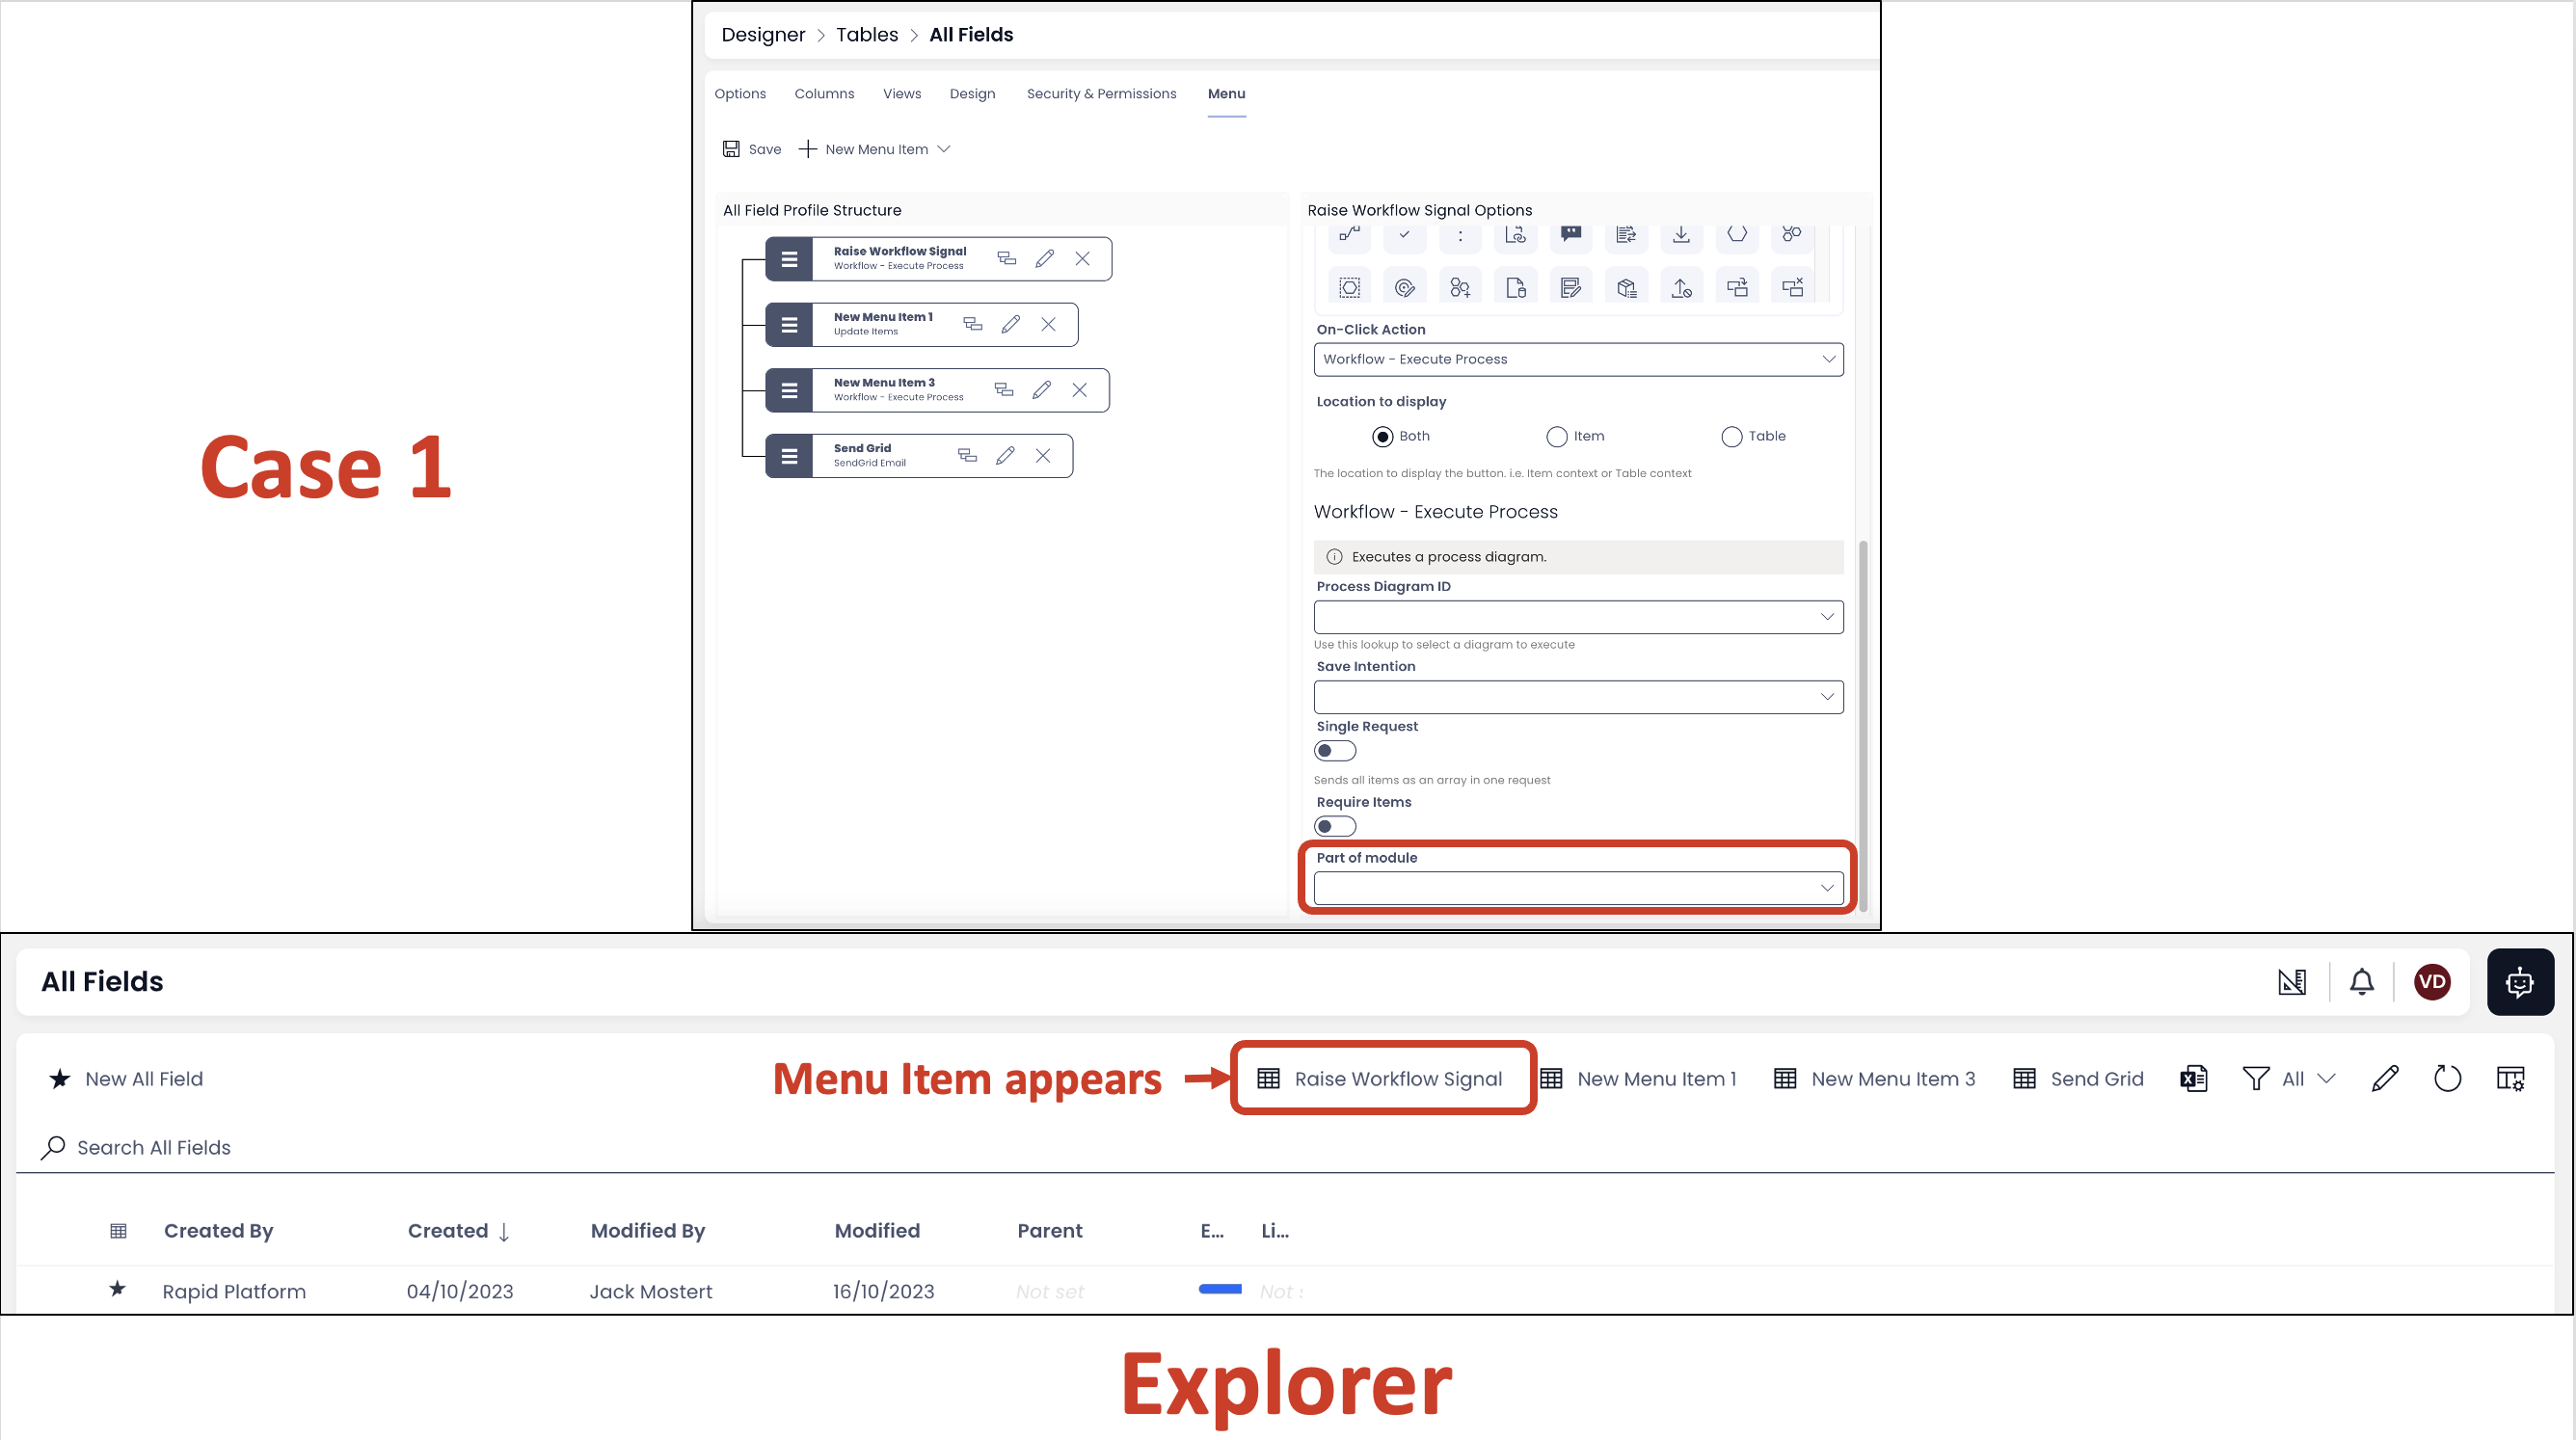 Case 1
Designer > Tables > All Fields
Options Columns Views Design Security & Permissions Menu
Save New Menu Item
All Field Profile Structure
Raise Workflow Signal
Workflow - Execute Process
New Menu Item 1
Update Items
New Menu Item 3
Workflow - Execute Process
Send Grid
SendGrid Email
Raise Workflow Signal Options
On-Click Action
Workflow - Execute Process
Location to display
Both Item Table
The location to display the button. i.e. Item context or Table context
Workflow - Execute Process
Executes a process diagram.
Process Diagram ID
Use this lookup to select a diagram to execute
Save Intention
Single Request
Sends all items as an array in one request
Require Items
Part of module
All Fields
VD
New All Field
Menu Item appears
Raise Workflow Signal New Menu Item 1 New Menu Item 3 Send Grid All
Search All Fields
Created By Created Modified By Modified Parent E... Li...
Rapid Platform 04/10/2023 Jack Mostert 16/10/2023 Not set Not
Explorer